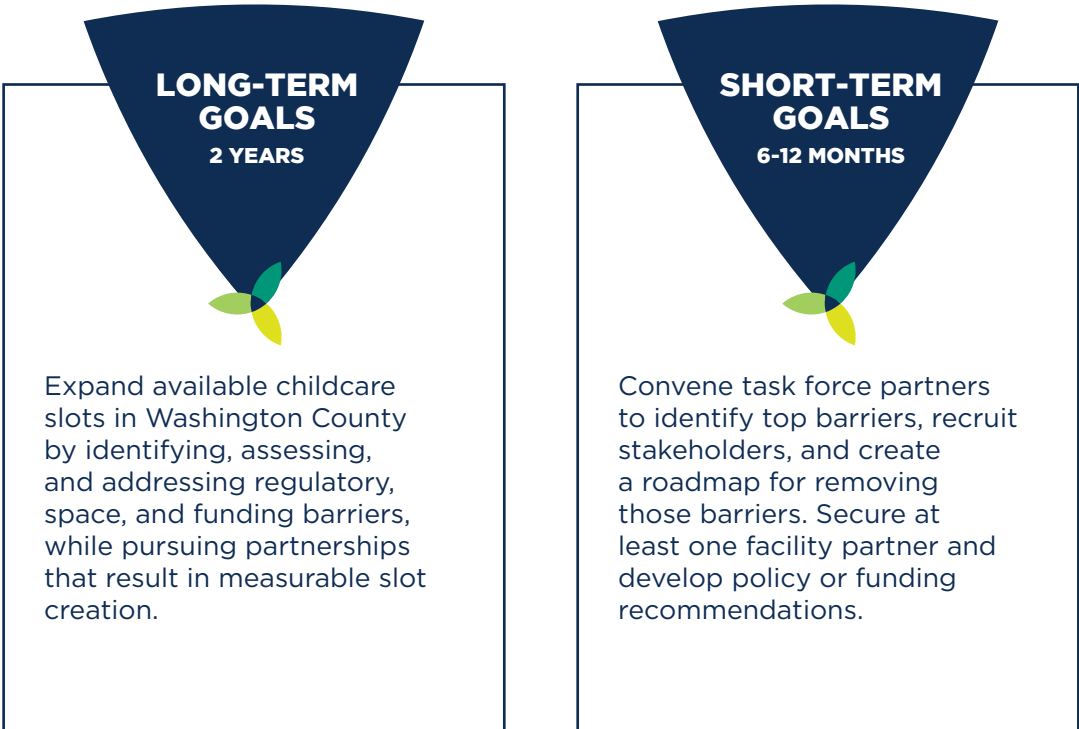 LONG-TERM
GOALS
2 YEARS
Expand available childcare
slots in Washington County
by identifying, assessing,
and addressing regulatory,
space, and funding barriers,
while pursuing partnerships
that result in measurable slot
creation.
SHORT-TERM
GOALS
6-12 MONTHS
Convene task force partners
to identify top barriers, recruit
stakeholders, and create
a roadmap for removing
those barriers. Secure at
least one facility partner and
develop policy or funding
recommendations.